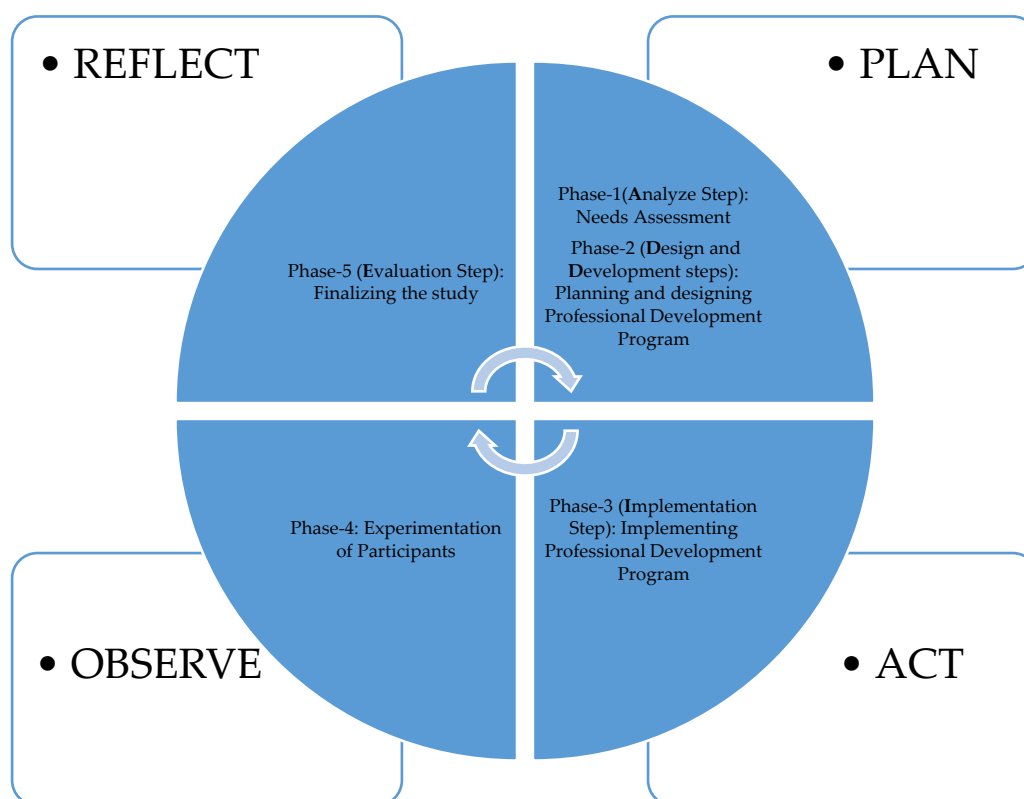 • REFLECT
• PLAN
Phase-1(Analyze Step):
Needs Assessment
Phase-2 (Design and
Development steps):
Planning and designing
Professional Development
Program
Phase-5 (Evaluation Step):
Finalizing the study
Phase-4: Experimentation
of Participants
Phase-3 (Implementation
Step): Implementing
Professional Development
Program
• OBSERVE
• ACT